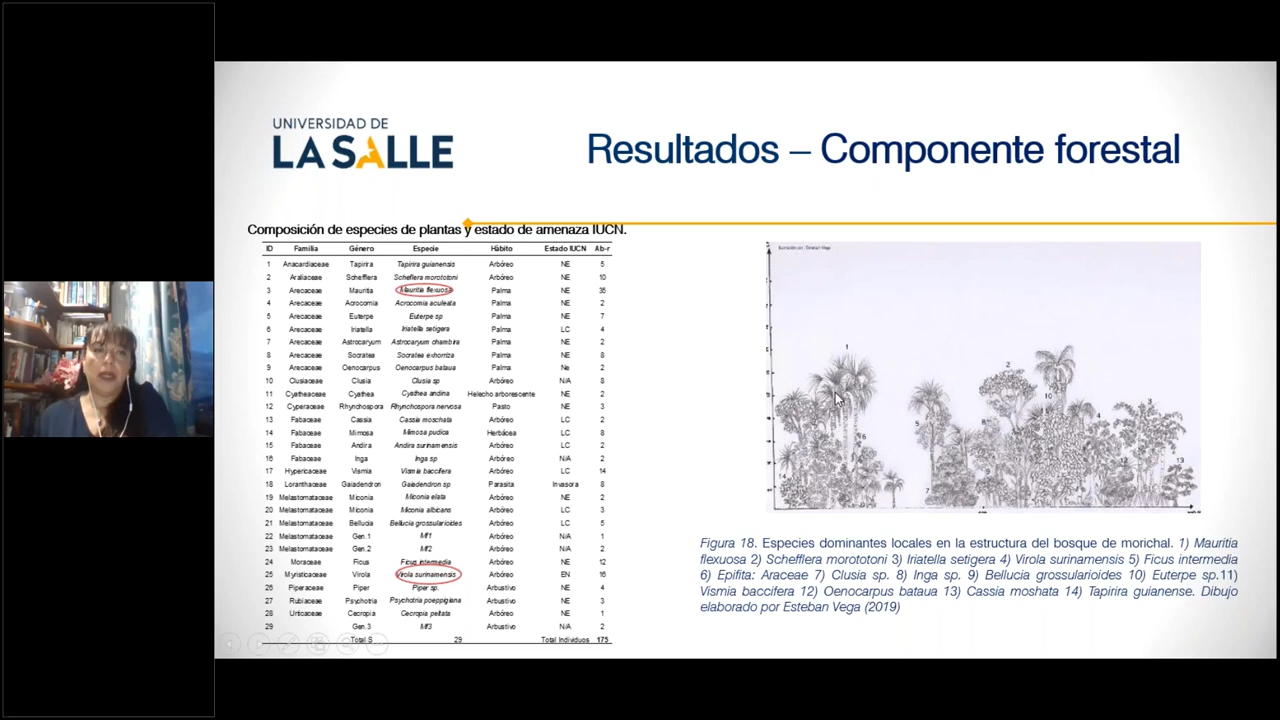 UNIVERSIDAD DE
LA SALLE
Resultados – Componente forestal
Composición de especies de plantas y estado de amenaza IUCN.
ID Familia Género Especie Hábito Estado IUCN Ab-r
1 Anacardiaceae Tapirira Tapirira guianensis Arbóreo NE 5
2 Araliaceae Schefflera Scheflera morototoni Arbóreo NE 10
3 Arecaceae Mauritia Mauritia flexuosa Palma NE 35
4 Arecaceae Acrocomia Acrocomia aculeata Palma NE 2
5 Arecaceae Euterpe Euterpe sp Palma NE 7
6 Arecaceae Iriatella Iriatella setigera Palma LC 4
7 Arecaceae Astrocaryum Astrocaryum chambira Palma NE 2
8 Arecaceae Socratea Socratea exhorriza Palma NE 8
9 Arecaceae Oenocarpus Oenocarpus bataua Palma Ne 2
10 Clusiaceae Clusia Clusia sp Arbóreo N/A 8
11 Cyatheaceae Cyathea Cyathea andina Helecho arborescente NE 2
12 Cyperaceae Rhynchospora Rhynchospora nervosa Pasto NE 3
13 Fabaceae Cassia Cassia moschata Arbóreo LC 2
14 Fabaceae Mimosa Mimosa pudica Herbácea LC 8
15 Fabaceae Andira Andira surinamensis Arbóreo LC 2
16 Fabaceae Inga Inga sp Arbóreo N/A 2
17 Hypericaceae Vismia Vismia baccifera Arbóreo LC 14
18 Loranthaceae Gaiadendron Gaiadendron sp Parasita Invasora 8
19 Melastomataceae Miconia Miconia elata Arbóreo NE 2
20 Melastomataceae Miconia Miconia albicans Arbóreo LC 3
21 Melastomataceae Bellucia Bellucia grossularioides Arbóreo LC 5
22 Melastomataceae Gen.1 Mf1 Arbóreo N/A 1
23 Melastomataceae Gen.2 Mf2 Arbóreo N/A 2
24 Moraceae Ficus Ficus intermedia Arbóreo NE 12
25 Myristicaceae Virola Virola surinamensis Arbóreo EN 16
26 Piperaceae Piper Piper sp. Arbustivo NE 4
27 Rubiaceae Psychotria Psychotria poeppigiana Arbustivo NE 3
28 Urticaceae Cecropia Cecropia peltata Arbóreo NE 1
29 Gen.3 Mf3 Arbustivo N/A 2
Total S 29 Total Individuos 175
1
2
10
3
4
5
6
8
9
12
13
14
7
Figura 18. Especies dominantes locales en la estructura del bosque de morichal. 1) Mauritia
flexuosa 2) Schefflera morototoni 3) Iriatella setigera 4) Virola surinamensis 5) Ficus intermedia
6) Epifita: Araceae 7) Clusia sp. 8) Inga sp. 9) Bellucia grossularioides 10) Euterpe sp.11)
Vismia baccifera 12) Oenocarpus bataua 13) Cassia moshata 14) Tapirira guianense. Dibujo
elaborado por Esteban Vega (2019)